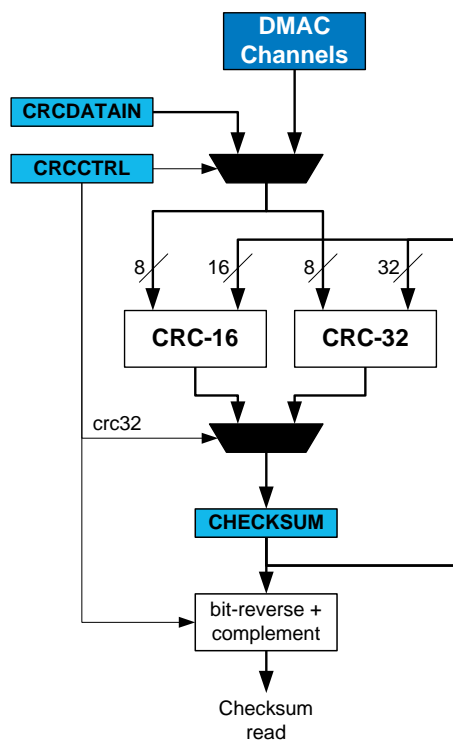 DMAC
Channels
CRCDATAIN
CRCCTRL
8
16
8
32
CRC-16
CRC-32
crc32
CHECKSUM
bit-reverse +
complement
Checksum
read